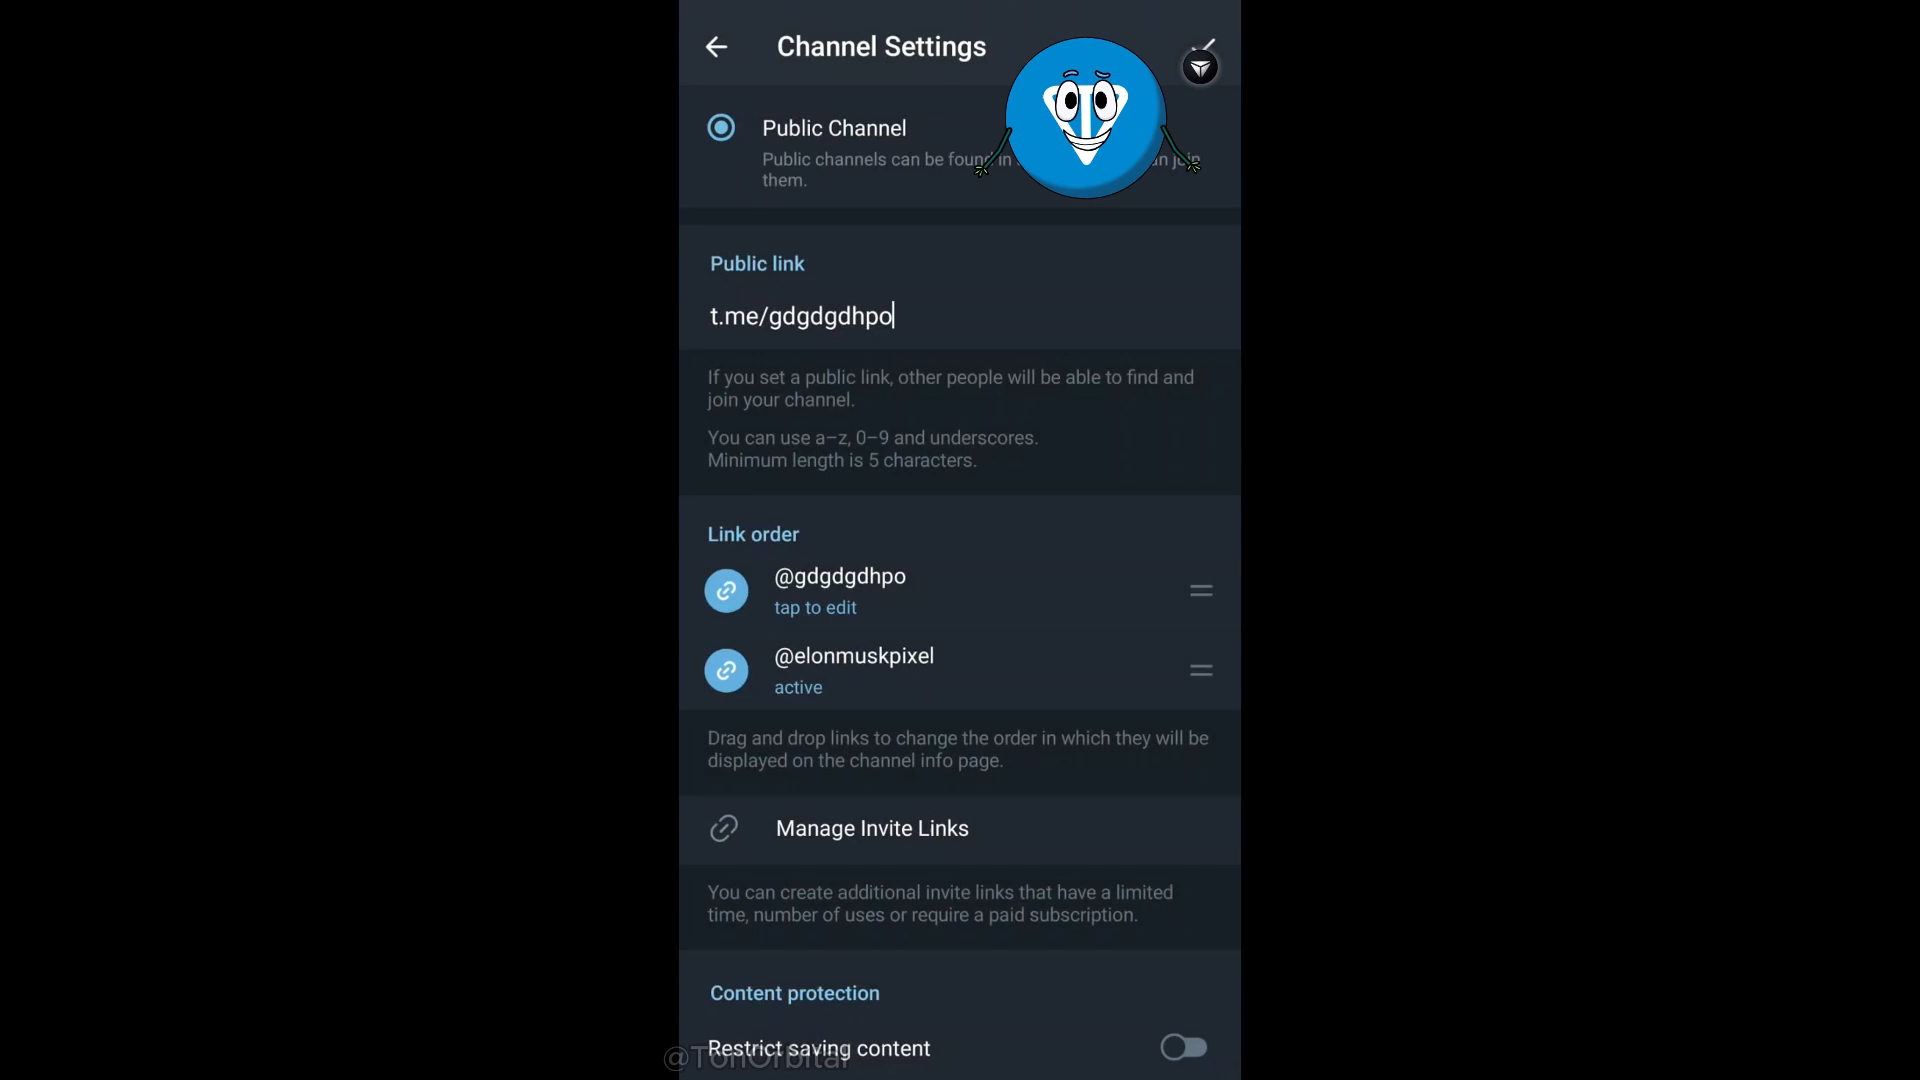 Channel Settings
Public Channel
Public channels can be found in
join
them.
Public link
t.me/gdgdgdhpo
If you set a public link, other people will be able to find and
join your channel.
You can use a–z, 0–9 and underscores.
Minimum length is 5 characters.
Link order
@gdgdgdhpo
tap to edit
@elonmuskpixel
active
Drag and drop links to change the order in which they will be
displayed on the channel info page.
Manage Invite Links
You can create additional invite links that have a limited
time, number of uses or require a paid subscription.
Content protection
Restrict saving content
@TonOrbital